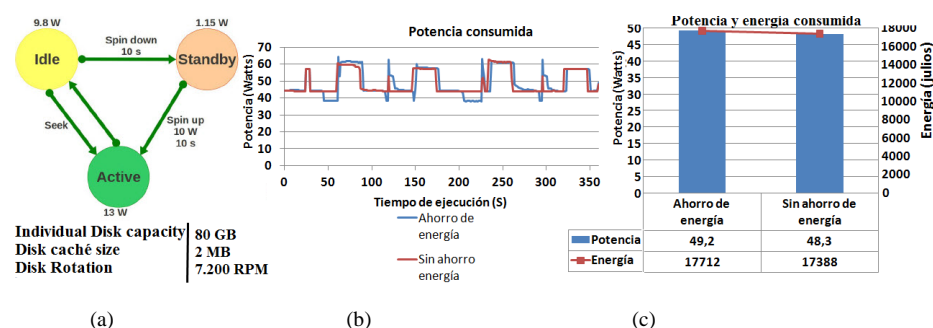 9.8 W
1.15 W
Spin down
10 s
Idle
Standby
Seek
Spin up
10 W
10 s
Active
13 W
Individual Disk capacity 80 GB
Disk caché size 2 MB
Disk Rotation 7.200 RPM
(a)
Potencia consumida
Potencia (Watts)
70
60
50
40
30
20
10
0
0 50 100 150 200 250 300 350
Tiempo de ejecución (S)
Ahorro de
energía
Sin ahorro
energía
(b)
Potencia y energia consumida
Potencia (Watts)
50
45
40
35
30
25
20
15
10
5
0
18000
16000
14000
12000
10000
8000
6000
4000
2000
0
Energía (julios)
Ahorro de
energía
Sin ahorro de
energía
Potencia 49,2 48,3
Energía 17712 17388
(c)